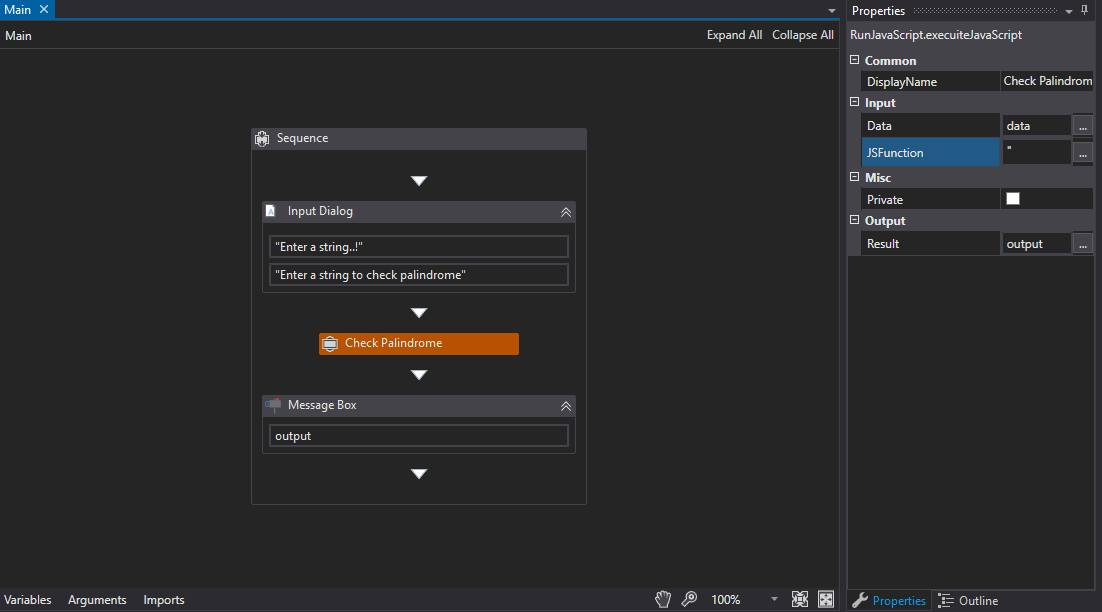 Main
Main
Expand All Collapse All
Sequence
Input Dialog
"Enter a string..!"
"Enter a string to check palindrome"
Check Palindrome
Message Box
output
Variables Arguments Imports
100%
Properties
RunJavaScript.execuiteJavaScript
Common
DisplayName Check Palindrom
Input
Data data ...
JSFunction " ...
Misc
Private
Output
Result output ...
Properties Outline